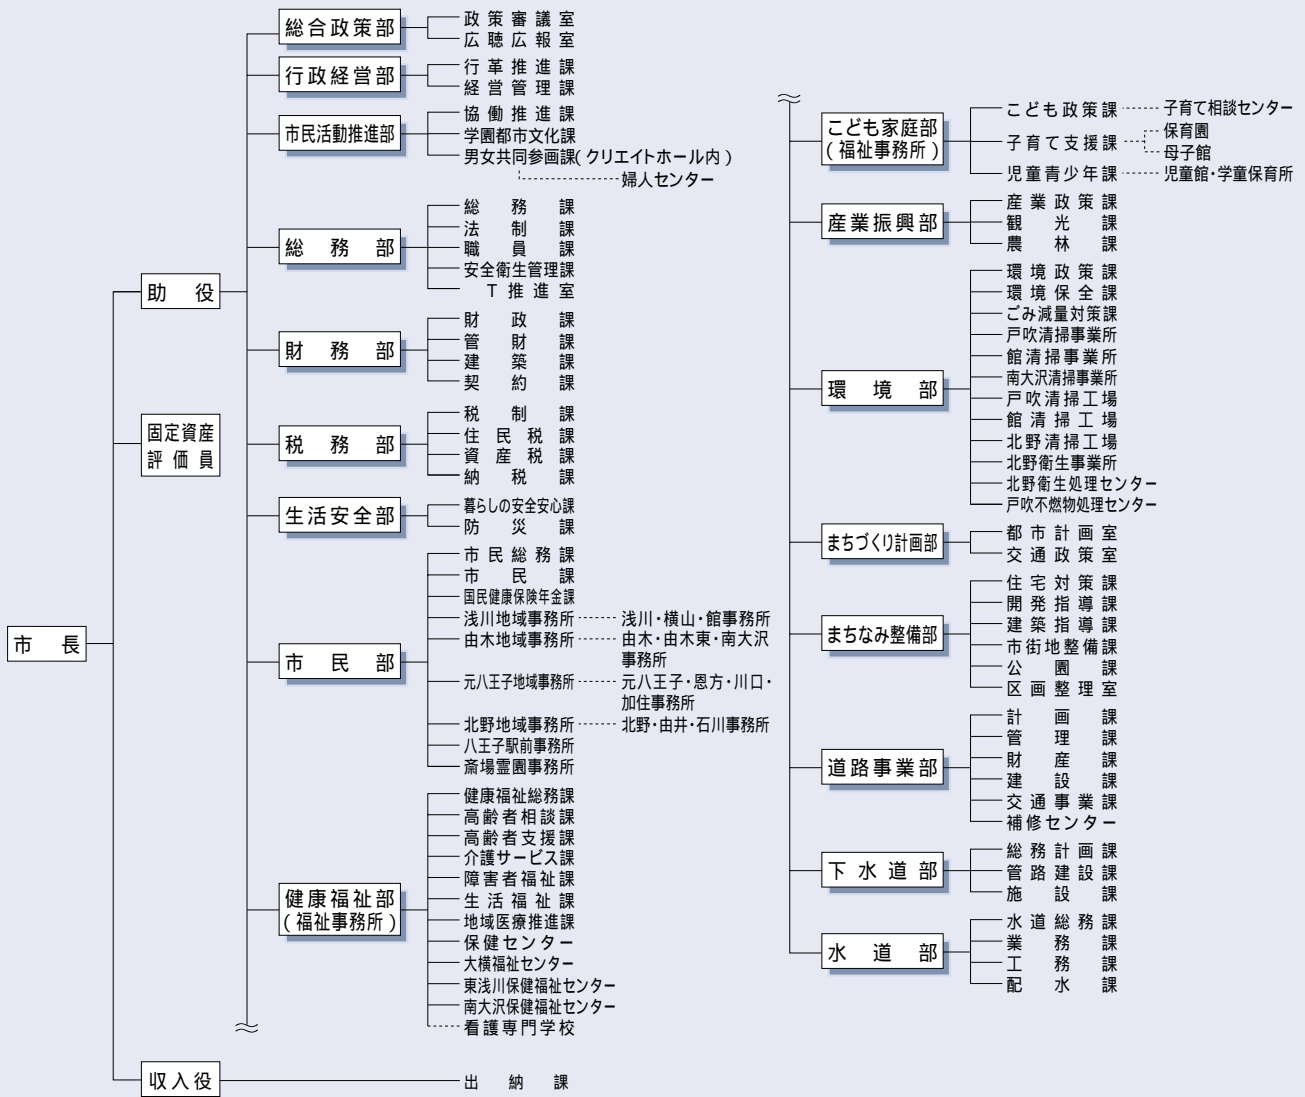 市長
助役
固定資産
評価員
収入役
出納課
総合政策部
政策審議室
広聴広報室
行政経営部
行革推進課
経営管理課
市民活動推進部
協働推進課
学園都市文化課
男女共同参画課(クリエイトホール内)
婦人センター
総務部
総務課
法制課
職員課
安全衛生管理課
T推進室
財務部
財政課
管財課
建築課
契約課
税務部
税制課
住民税課
資産税課
納税課
生活安全部
暮らしの安全安心課
防災課
市民部
市民総務課
市民課
国民健康保険年金課
浅川地域事務所
浅川・横山・館事務所
由木地域事務所
由木・由木東・南大沢
事務所
元八王子地域事務所
元八王子・恩方・川口・
加住事務所
北野地域事務所
北野・由井・石川事務所
八王子駅前事務所
斎場霊園事務所
健康福祉部
(福祉事務所)
健康福祉総務課
高齢者相談課
高齢者支援課
介護サービス課
障害者福祉課
生活福祉課
地域医療推進課
保健センター
大横福祉センター
東浅川保健福祉センター
南大沢保健福祉センター
看護専門学校
こども家庭部
(福祉事務所)
こども政策課
子育て相談センター
子育て支援課
保育園
母子館
児童青少年課
児童館・学童保育所
産業振興部
産業政策課
観光課
農林課
環境部
環境政策課
環境保全課
ごみ減量対策課
戸吹清掃事業所
館清掃事業所
南大沢清掃事業所
戸吹清掃工場
館清掃工場
北野清掃工場
北野衛生事業所
北野衛生処理センター
戸吹不燃物処理センター
まちづくり計画部
都市計画室
交通政策室
まちなみ整備部
住宅対策課
開発指導課
建築指導課
市街地整備課
公園課
区画整理室
道路事業部
計画課
管理課
財産課
建設課
交通事業課
補修センター
下水道部
総務計画課
管路建設課
施設課
水道部
水道総務課
業務課
工務課
配水課